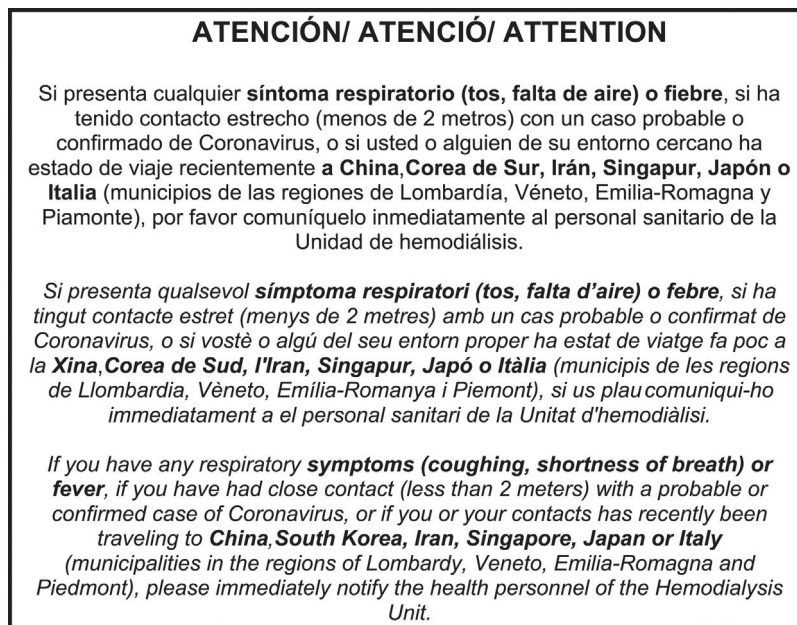 ATENCIÓN/ ATENCIÓ/ ATTENTION
Si presenta cualquier síntoma respiratorio (tos, falta de aire) o fiebre, si ha
tenido contacto estrecho (menos de 2 metros) con un caso probable o
confirmado de Coronavirus, o si usted o alguien de su entorno cercano ha
estado de viaje recientemente a China,Corea de Sur, Irán, Singapur, Japón o
Italia (municipios de las regiones de Lombardía, Véneto, Emilia-Romagna y
Piamonte), por favor comuníquelo inmediatamente al personal sanitario de la
Unidad de hemodiálisis.
Si presenta qualsevol símptoma respiratori (tos, falta d'aire) o febre, si ha
tingut contacte estret (menys de 2 metres) amb un cas probable o confirmat de
Coronavirus, o si vostè o algú del seu entorn proper ha estat de viatge fa poc a
la Xina,Corea de Sud, l'Iran, Singapur, Japó o Itàlia (municipis de les regions
de Llombardia, Vèneto, Emília-Romanya i Piemont), si us plau comuniqui-ho
immediatament a el personal sanitari de la Unitat d'hemodiàlisi.
If you have any respiratory symptoms (coughing, shortness of breath) or
fever, if you have had close contact (less than 2 meters) with a probable or
confirmed case of Coronavirus, or if you or your contacts has recently been
traveling to China,South Korea, Iran, Singapore, Japan or Italy
(municipalities in the regions of Lombardy, Veneto, Emilia-Romagna and
Piedmont), please immediately notify the health personnel of the Hemodialysis
Unit.